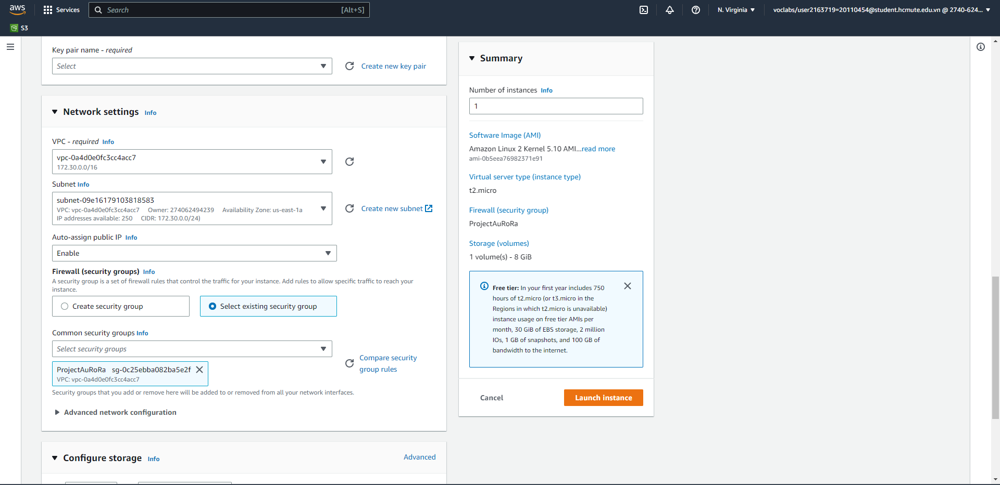 aws
Services
Search
[Alt+S]
N. Virginia
voclabs/user2163719=20110454@student.hcmute.edu.vn @ 2740-624...
S3
Key pair name - required
Select
Create new key pair
Network settings Info
VPC - required Info
vpc-0a4d0e0fc3cc4acc7
172.30.0.0/16
Subnet Info
subnet-09e16179103818583
VPC: vpc-0a4d0e0fc3cc4acc7 Owner: 274062494239 Availability Zone: us-east-1a
IP addresses available: 250 CIDR: 172.30.0.0/24)
Create new subnet
Auto-assign public IP Info
Enable
Firewall (security groups) Info
A security group is a set of firewall rules that control the traffic for your instance. Add rules to allow specific traffic to reach your
instance.
Create security group
Select existing security group
Common security groups Info
Select security groups
ProjectAuRoRa sg-0c25ebba082ba5e2f
VPC: vpc-0a4d0e0fc3cc4acc7
Compare security
group rules
Security groups that you add or remove here will be added to or removed from all your network interfaces.
Advanced network configuration
Configure storage Info
Advanced
Summary
Number of instances Info
1
Software Image (AMI)
Amazon Linux 2 Kernel 5.10 AMI...read more
ami-0b5eea76982371e91
Virtual server type (instance type)
t2.micro
Firewall (security group)
ProjectAuRoRa
Storage (volumes)
1 volume(s) - 8 GiB
Free tier: In your first year includes 750
hours of t2.micro (or t3.micro in the
Regions in which t2.micro is unavailable)
instance usage on free tier AMIs per
month, 30 GiB of EBS storage, 2 million
IOs, 1 GB of snapshots, and 100 GB of
bandwidth to the internet.
Cancel
Launch instance